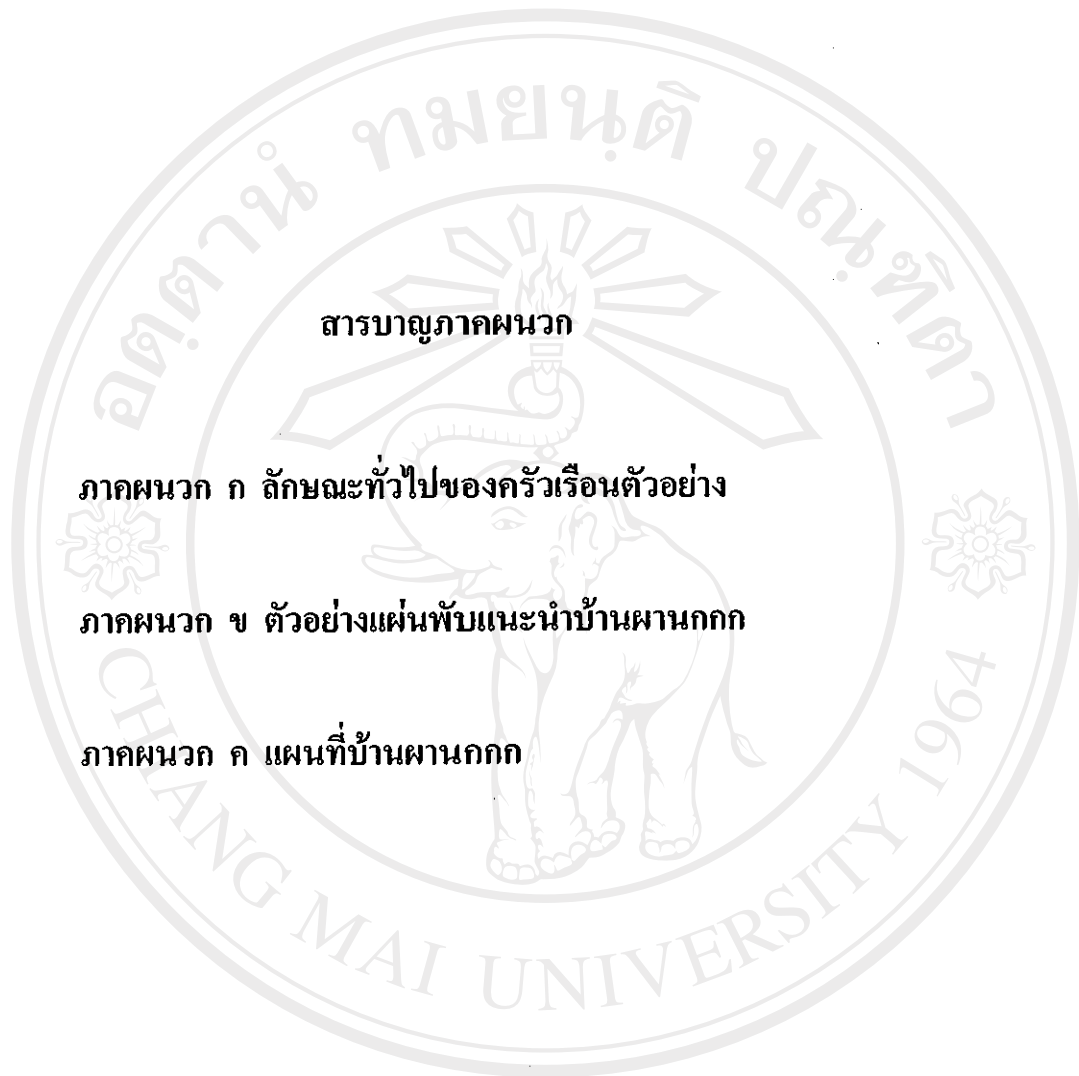 อตฺตานํ ทมยนฺติ ปณฺฑิตา
สารบาญภาคผนวก
ภาคผนวก ก ลักษณะทั่วไปของครัวเรือนตัวอย่าง
ภาคผนวก ข ตัวอย่างแผ่นพับแนะนำบ้านผานกกก
ภาคผนวก ค แผนที่บ้านผานกกก
CHIANG MAI UNIVERSITY 1964